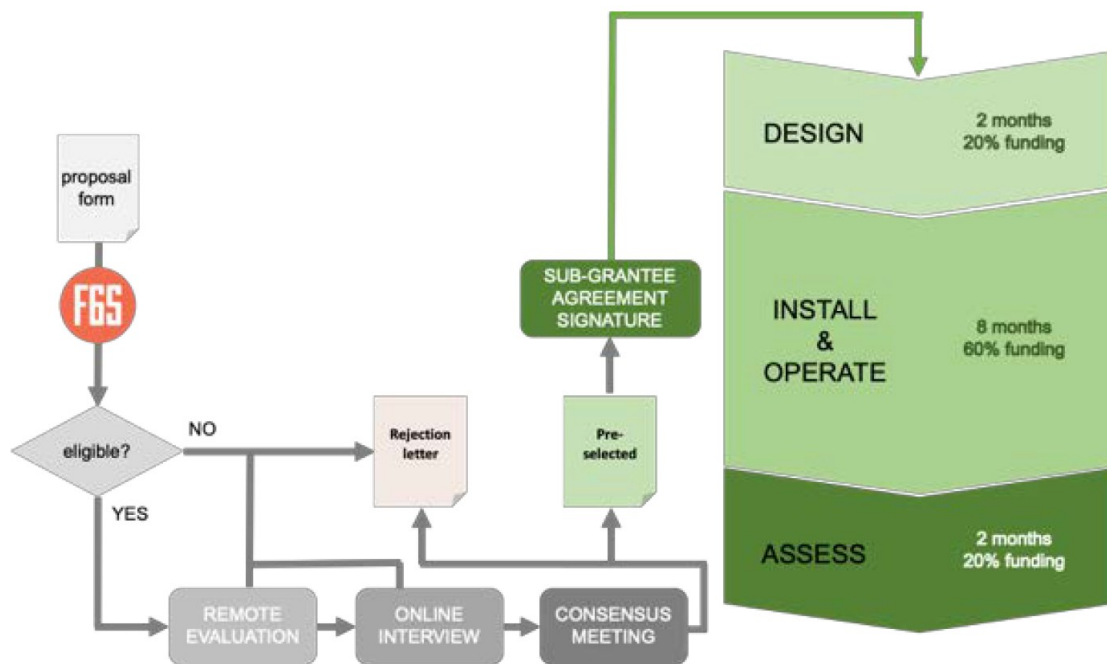 proposal
form
F6S
eligible?
NO
YES
Rejection
letter
REMOTE
EVALUATION
ONLINE
INTERVIEW
CONSENSUS
MEETING
Pre-
selected
SUB-GRANTEE
AGREEMENT
SIGNATURE
DESIGN
2 months
20% funding
INSTALL
&
OPERATE
8 months
60% funding
ASSESS
2 months
20% funding